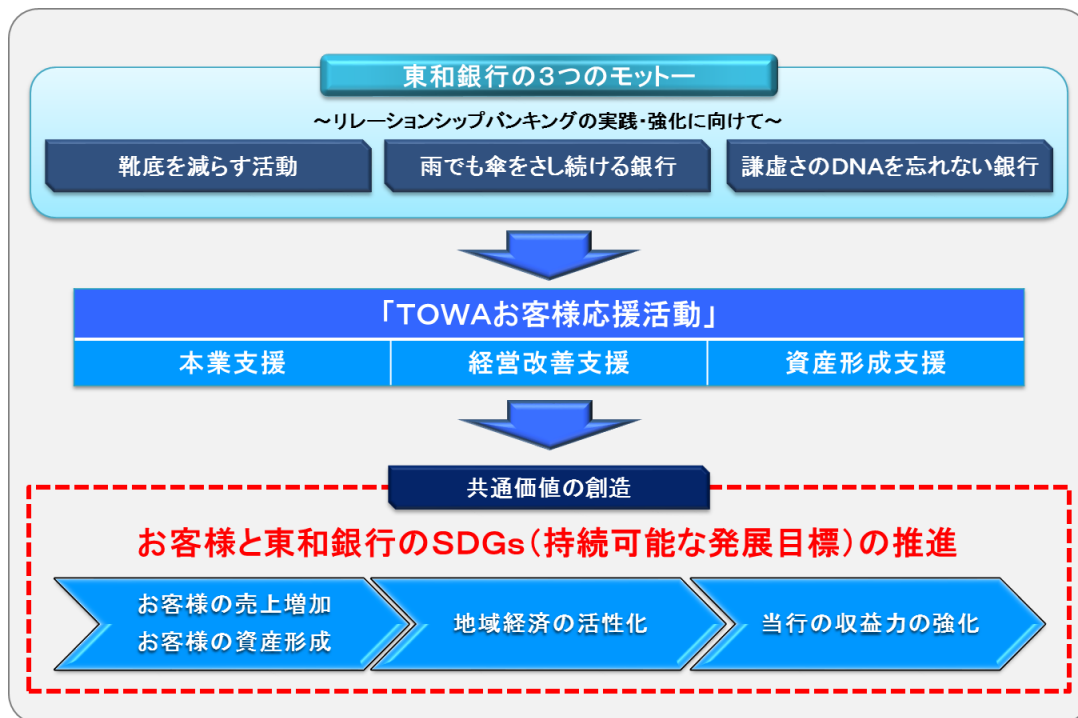 東和銀行の3つのモットー
～リレーションシップバンキングの実践・強化に向けて～
靴底を減らす活動
雨でも傘をさし続ける銀行
謙虚さのDNAを忘れない銀行
「TOWAお客様応援活動」
本業支援
経営改善支援
資産形成支援
共通価値の創造
お客様と東和銀行のSDGs（持続可能な発展目標）の推進
お客様の売上増加
お客様の資産形成
地域経済の活性化
当行の収益力の強化